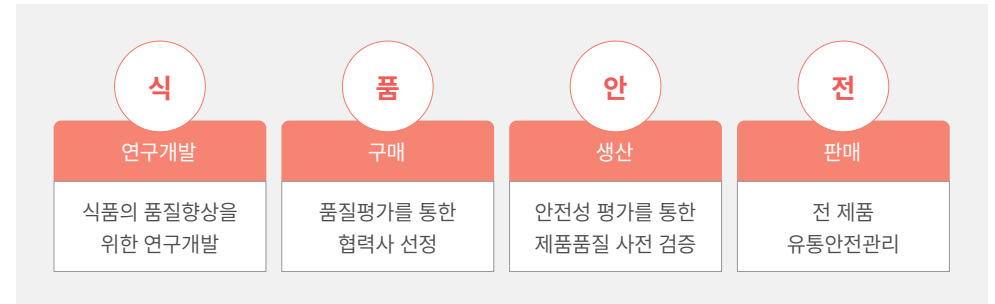 식
연구개발
식품의 품질향상을
위한 연구개발
품
구매
품질평가를 통한
협력사 선정
안
생산
안전성 평가를 통한
제품품질 사전 검증
전
판매
전 제품
유통안전관리